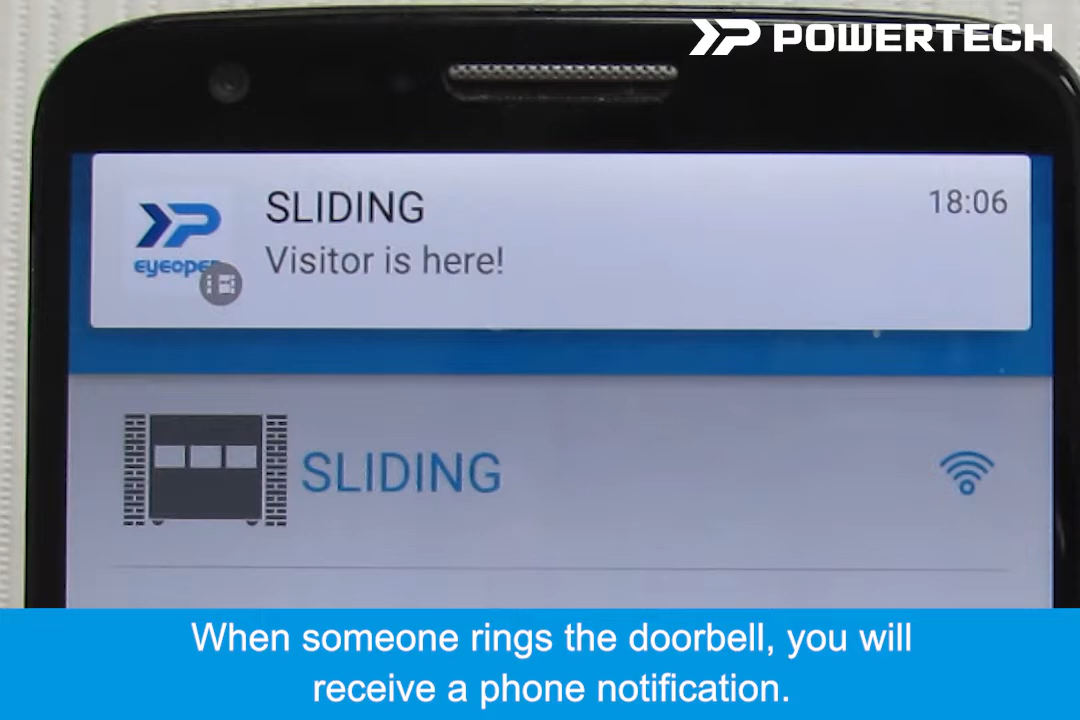 POWERTECH
SLIDING
18:06
Visitor is here!
SLIDING
When someone rings the doorbell, you will
receive a phone notification.